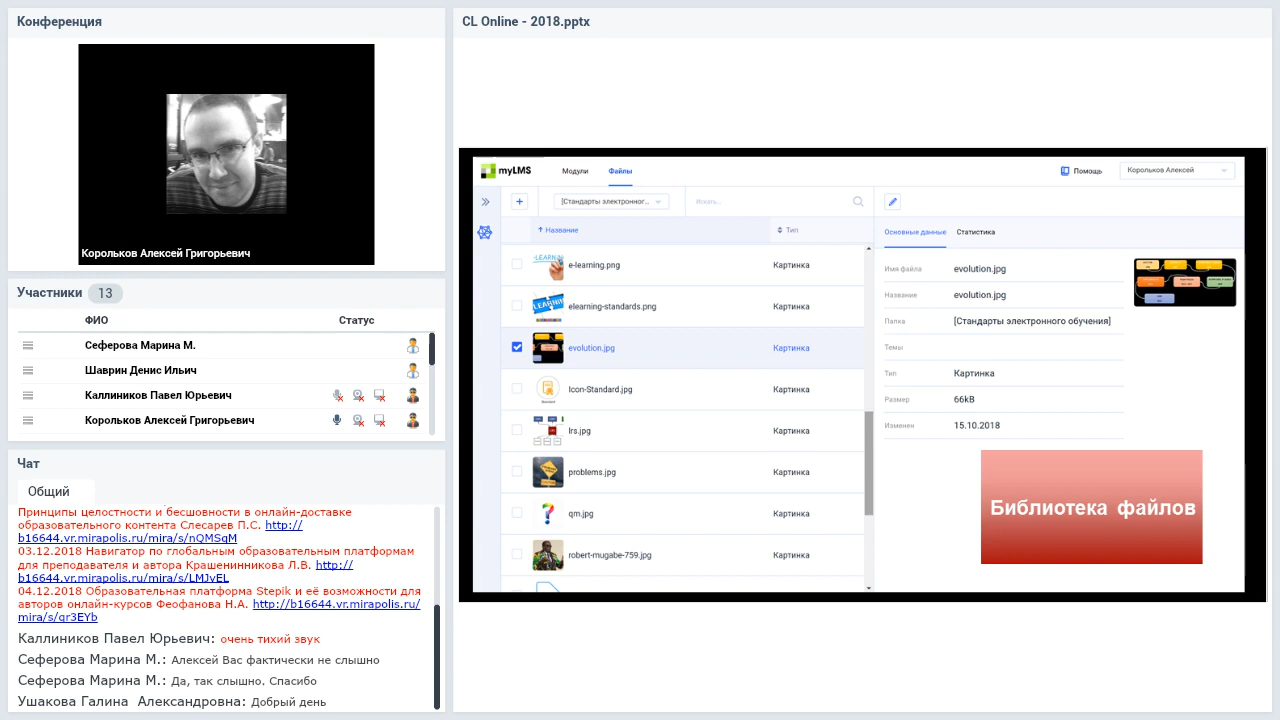 Конференция
Корольков Алексей Григорьевич
Участники 13
ФИО Статус
Сеферова Марина М.
Шаврин Денис Ильич
Каллиников Павел Юрьевич
Корольков Алексей Григорьевич
Чат
Общий
Принципы целостности и бесшовности в онлайн-доставке
образовательного контента Слесарев П.С. http://
b16644.vr.mirapolis.ru/mira/s/nQMSqM
03.12.2018 Навигатор по глобальным образовательным платформам
для преподавателя и автора Крашенинникова Л.В. http://
b16644.vr.mirapolis.ru/mira/s/LMJvEL
04.12.2018 Образовательная платформа Stepik и её возможности для
авторов онлайн-курсов Феофанова Н.А. http://b16644.vr.mirapolis.ru/
mira/s/qr3EYb
Каллиников Павел Юрьевич: очень тихий звук
Сеферова Марина М.: Алексей Вас фактически не слышно
Сеферова Марина М.: Да, так слышно. Спасибо
Ушакова Галина Александровна: Добрый день
CL Online - 2018.pptx
myLMS Модули Файлы Помощь Корольков Алексей
[Стандарты электронног... Искать...
Название Тип
e-learning.png Картинка
elearning-standards.png Картинка
evolution.jpg Картинка
Icon-Standard.jpg Картинка
lrs.jpg Картинка
problems.jpg Картинка
qm.jpg Картинка
robert-mugabe-759.jpg Картинка
Основные данные Статистика
Имя файла evolution.jpg
Название evolution.jpg
Папка [Стандарты электронного обучения]
Темы
Тип Картинка
Размер 66kB
Изменен 15.10.2018
Библиотека файлов